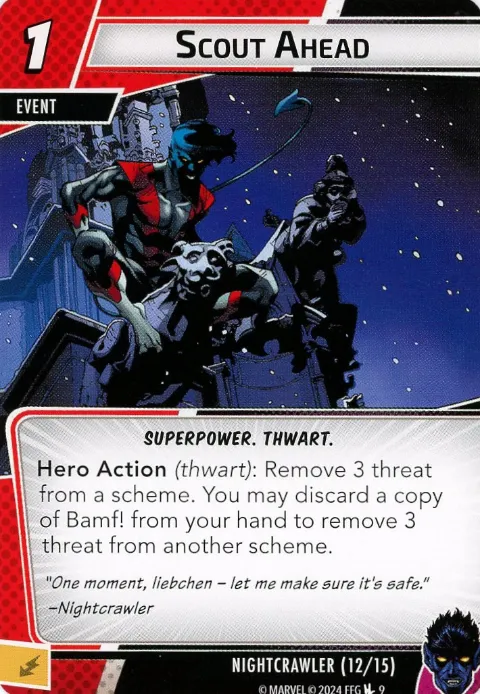 1
SCOUT AHEAD
EVENT
SUPERPOWER. THWART.
Hero Action (thwart): Remove 3 threat
from a scheme. You may discard a copy
of Bamf! from your hand to remove 3
threat from another scheme.
"One moment, liebchen – let me make sure it's safe."
–Nightcrawler
NIGHTCRAWLER (12/15)
© MARVEL © 2024 FFG 9